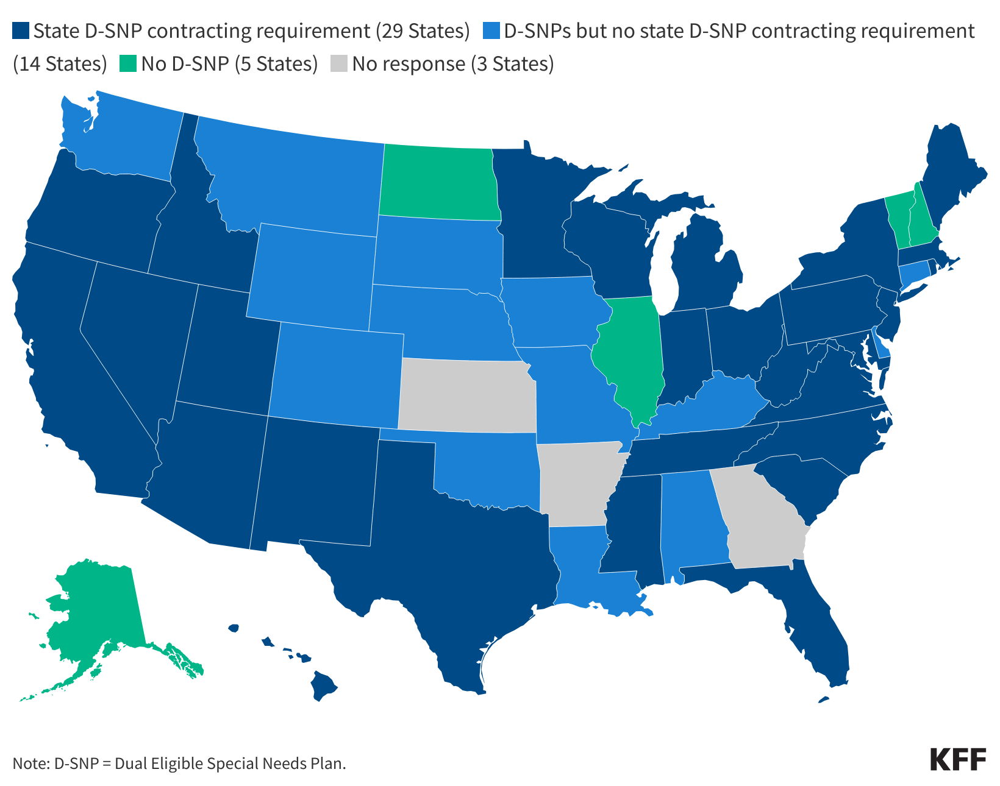 State D-SNP contracting requirement (29 States) D-SNPs but no state D-SNP contracting requirement
(14 States) No D-SNP (5 States) No response (3 States)
Note: D-SNP = Dual Eligible Special Needs Plan.
KFF